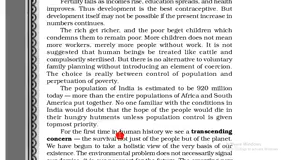 Fertility falls as incomes rise, education spreads, and health
improves. Thus development is the best contraceptive. But
development itself may not be possible if the present increase in
numbers continues.
The rich get richer, and the poor beget children which
condemns them to remain poor. More children does not mean
more workers, merely more people without work. It is not
suggested that human beings be treated like cattle and
compulsorily sterilised. But there is no alternative to voluntary
family planning without introducing an element of coercion.
The choice is really between control of population and
perpetuation of poverty.
The population of India is estimated to be 920 million
today — more than the entire populations of Africa and South
America put together. No one familiar with the conditions in
India would doubt that the hope of the people would die in
their hungry hutments unless population control is given
topmost priority.
For the first time in human history we see a transcending
concern — the survival not just of the people but of the planet.
We have begun to take a holistic view of the very basis of our
existence. The environmental problem does not necessarily signal